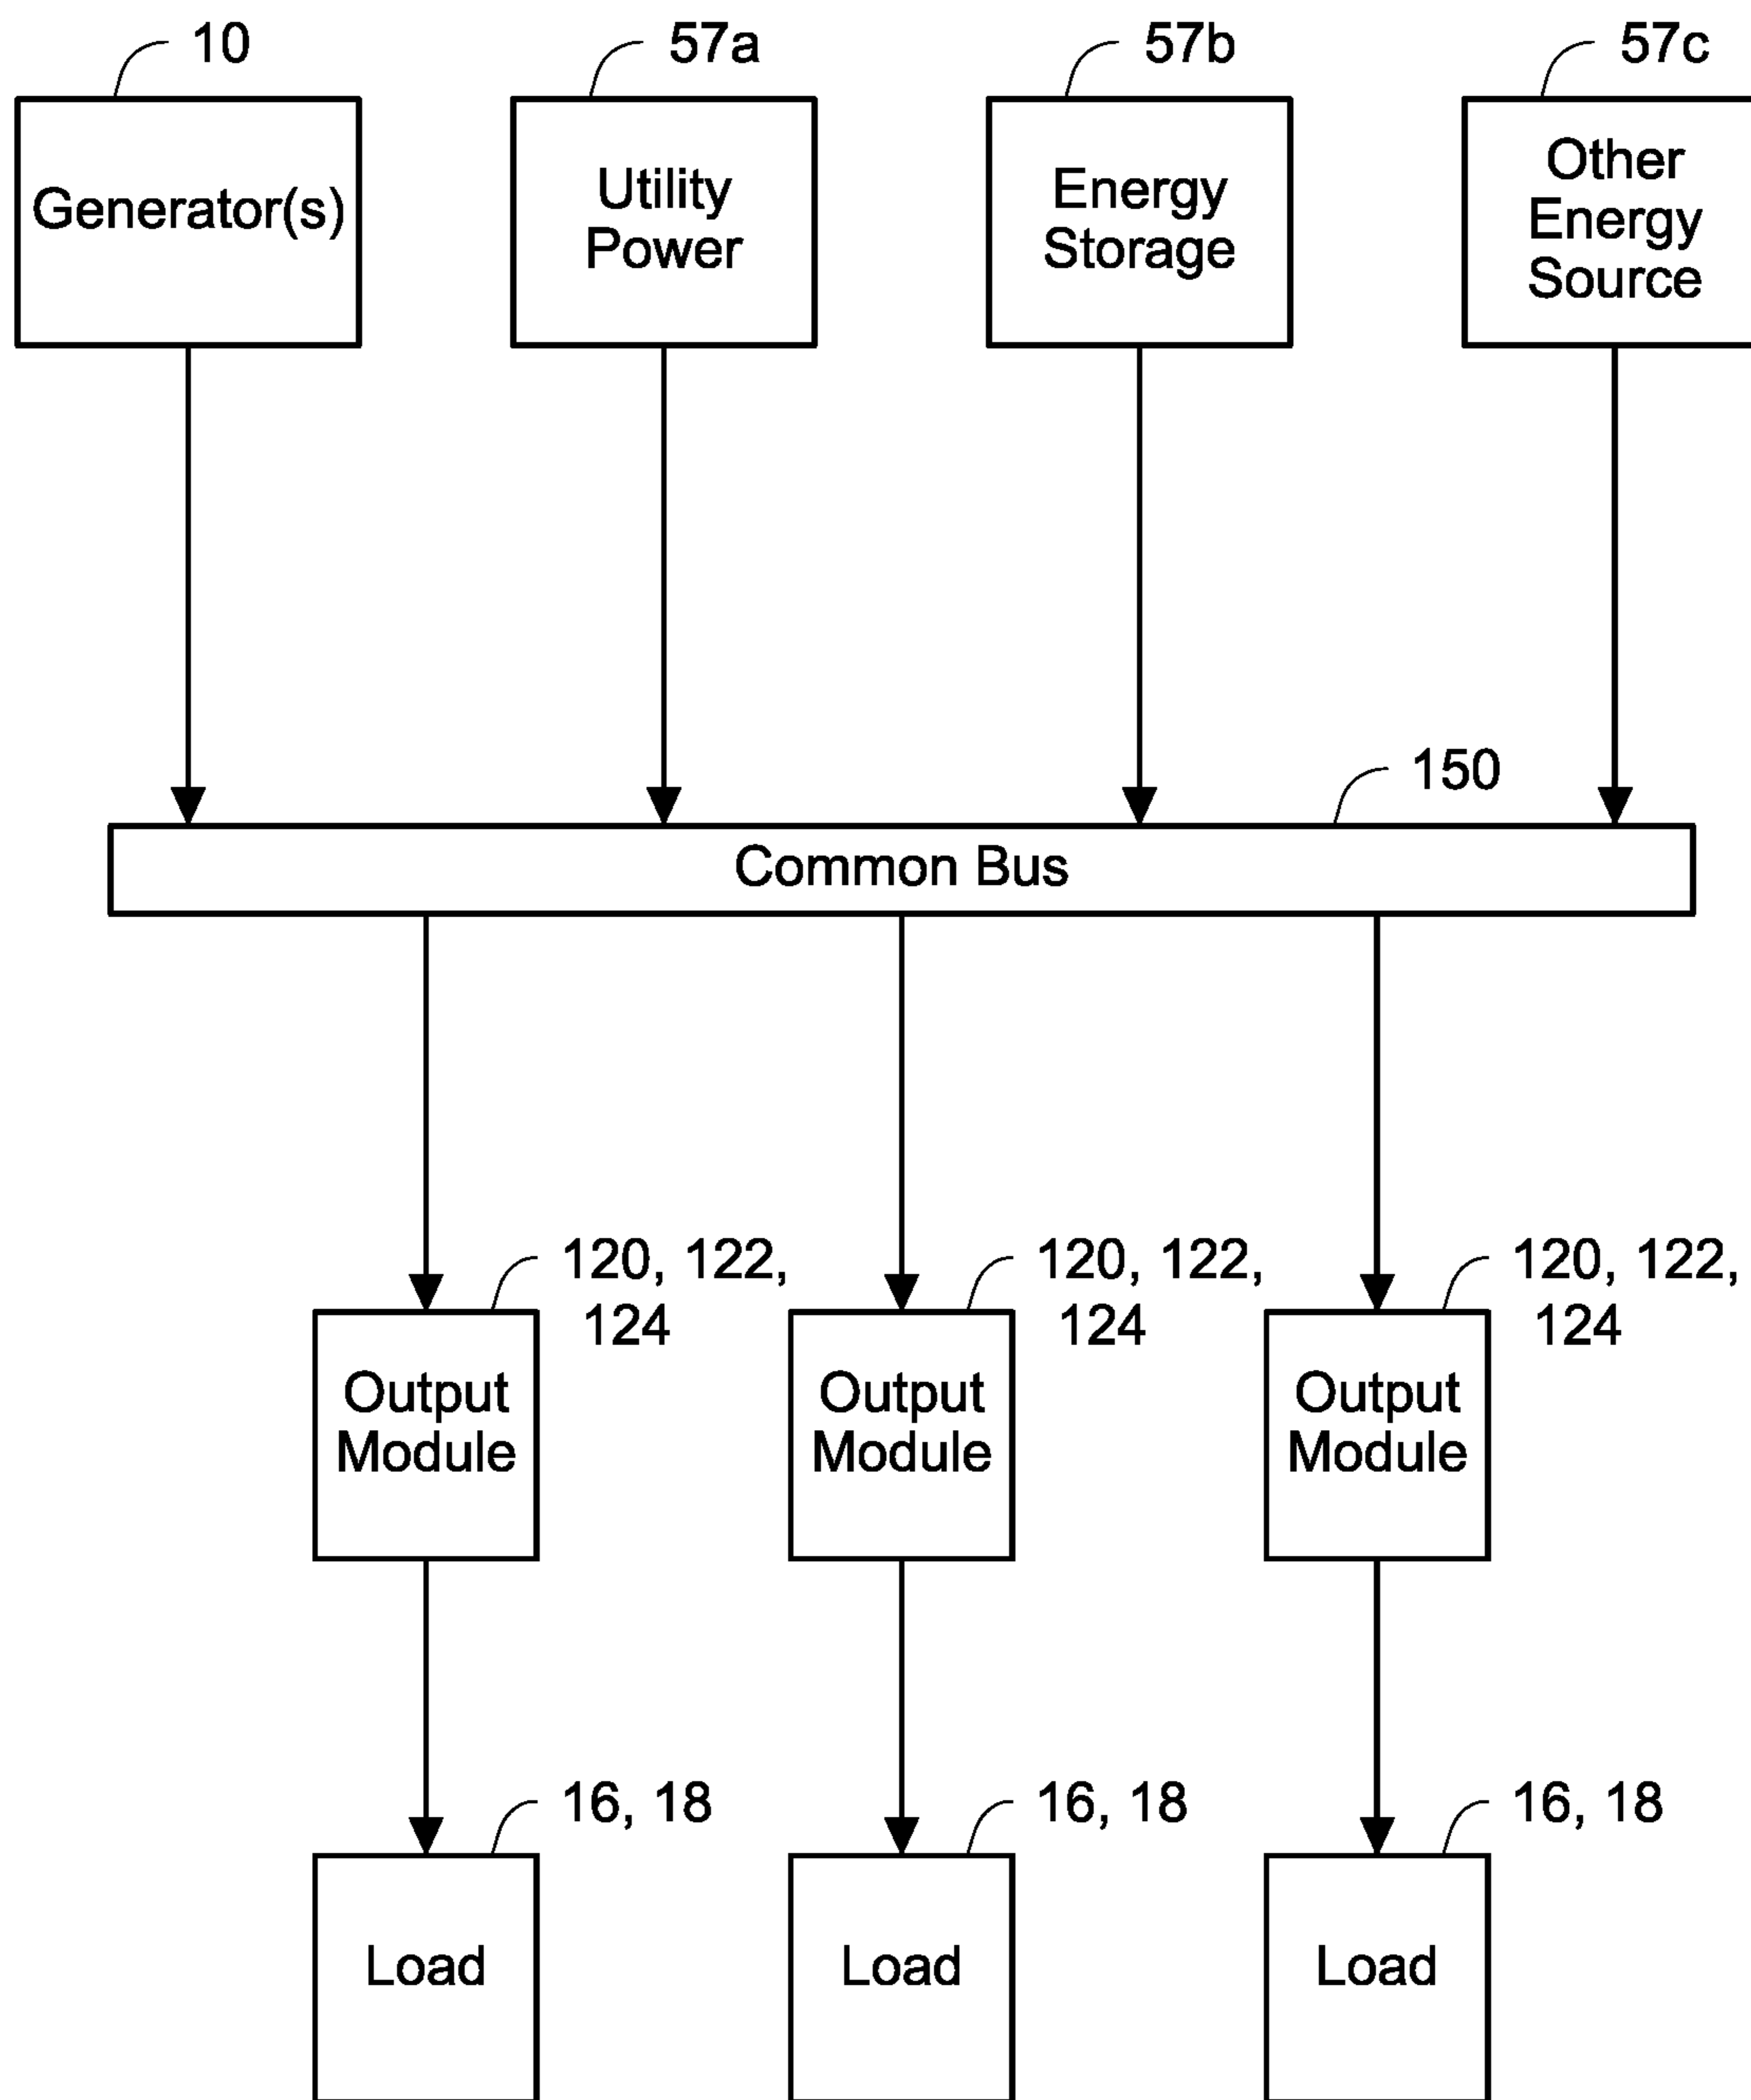 10
57a
57b
57c
Generator(s)
Utility
Power
Energy
Storage
Other
Energy
Source
150
Common Bus
120, 122,
124
120, 122,
124
120, 122,
124
Output
Module
Output
Module
Output
Module
16, 18
16, 18
16, 18
Load
Load
Load